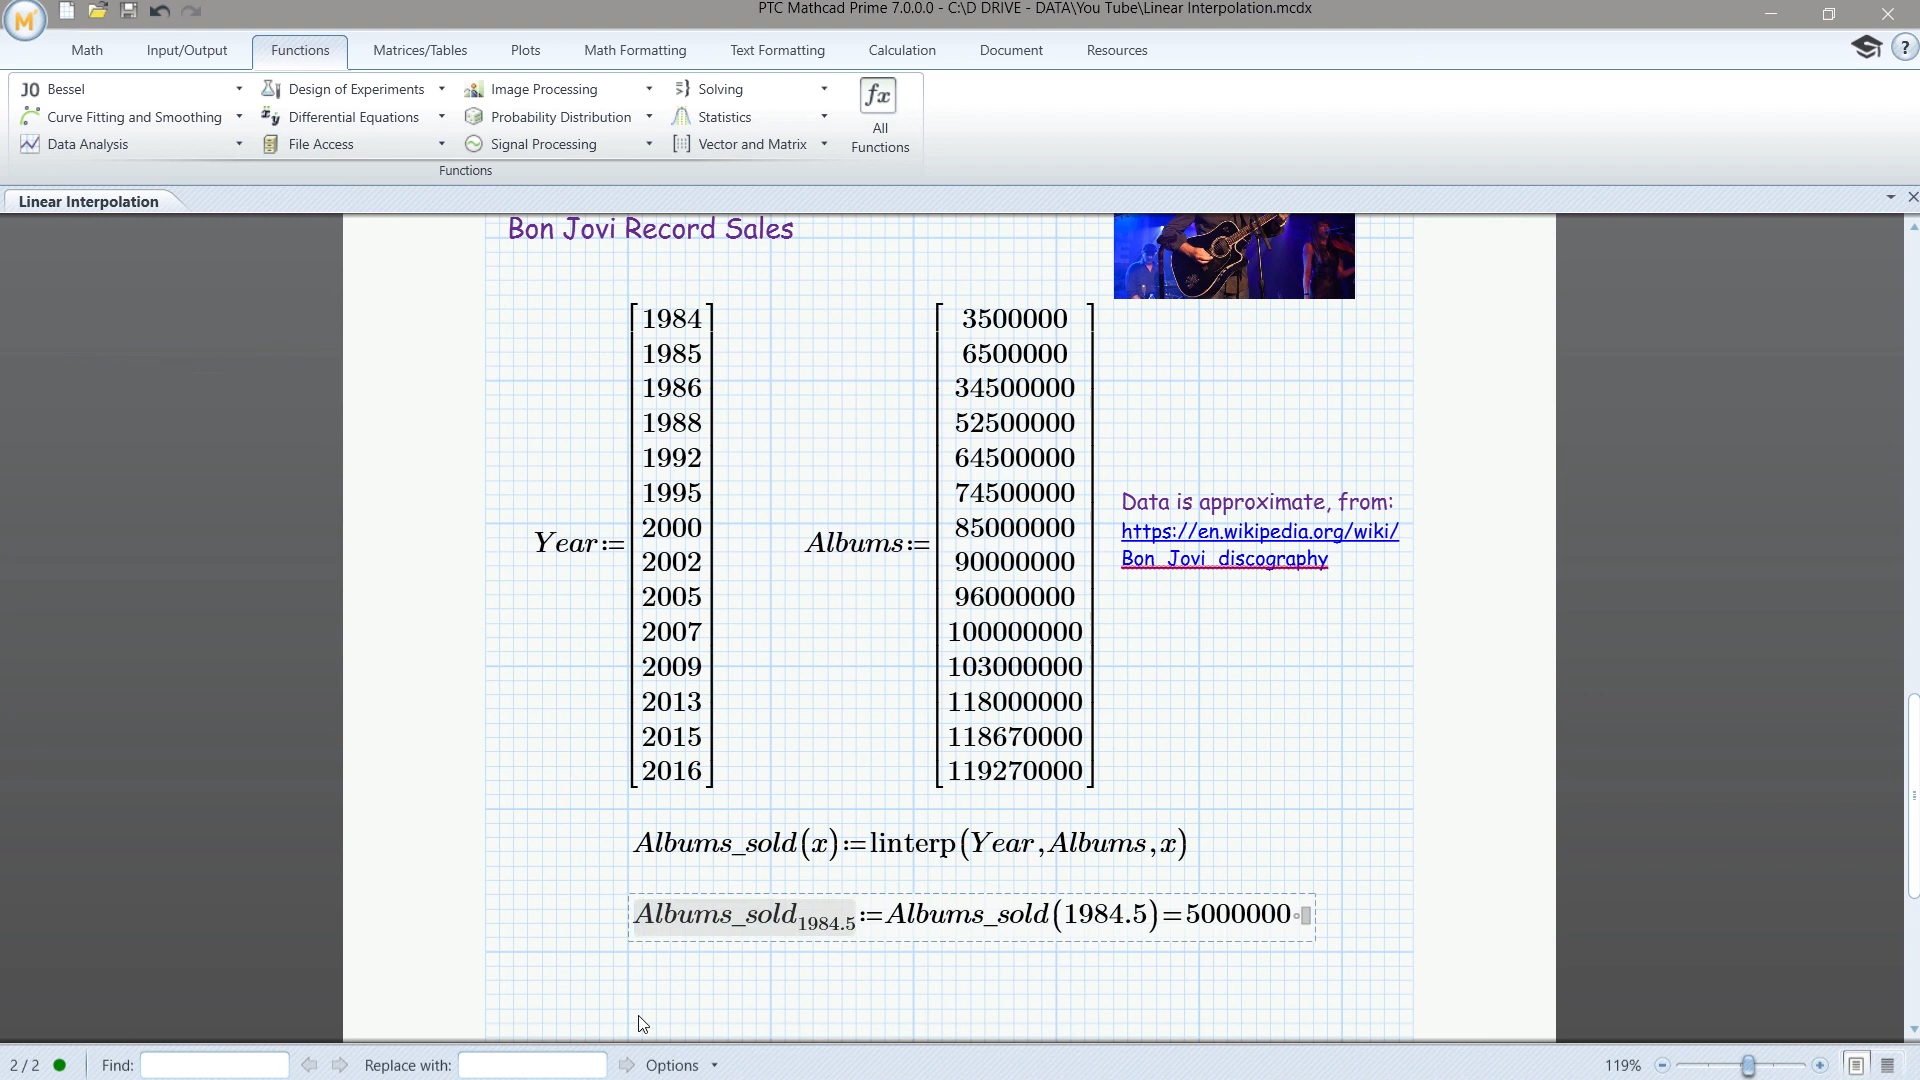 PTC Mathcad Prime 7.0.0.0 - C:\D DRIVE - DATA\You Tube\Linear Interpolation.mcdx
Math Input/Output Functions Matrices/Tables Plots Math Formatting Text Formatting Calculation Document Resources
Bessel Design of Experiments Image Processing Solving
Curve Fitting and Smoothing Differential Equations Probability Distribution Statistics
Data Analysis File Access Signal Processing Vector and Matrix
fx
All
Functions
Functions
Linear Interpolation
Bon Jovi Record Sales
Year:=
1984
1985
1986
1988
1992
1995
2000
2002
2005
2007
2009
2013
2015
2016
Albums:=
3500000
6500000
34500000
52500000
64500000
74500000
85000000
90000000
96000000
100000000
103000000
118000000
118670000
119270000
Data is approximate, from:
https://en.wikipedia.org/wiki/
Bon_Jovi_discography
Albums_sold(x):=linterp(Year,Albums,x)
Albums_sold1984.5:=Albums_sold(1984.5)=5000000
2 / 2 Find: Replace with: Options 119%